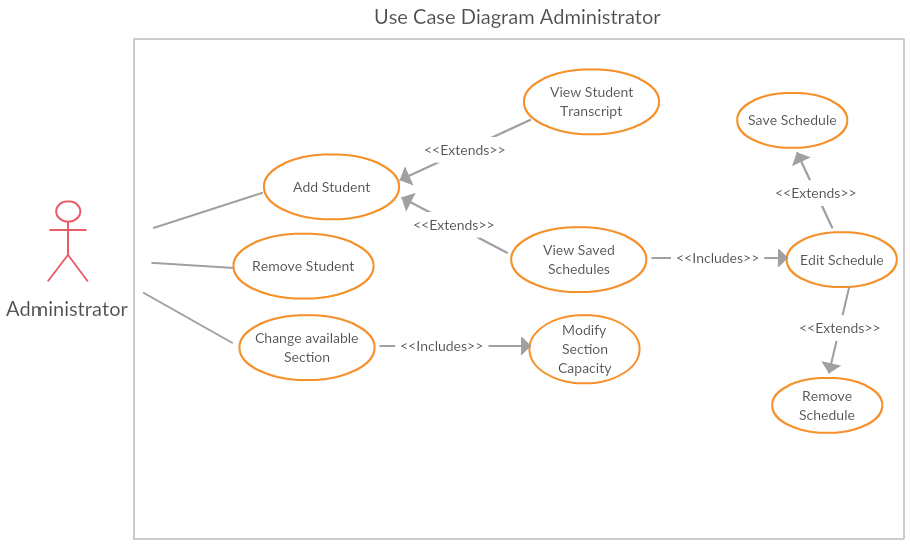 Use Case Diagram Administrator
View Student
Transcript
Save Schedule
<<Extends>>
Add Student
<<Extends>>
<<Extends>>
View Saved
Schedules
<<Includes>>
Edit Schedule
Remove Student
Administrator
Change available
Section
<<Includes>>
Modify
Section
Capacity
<<Extends>>
Remove
Schedule